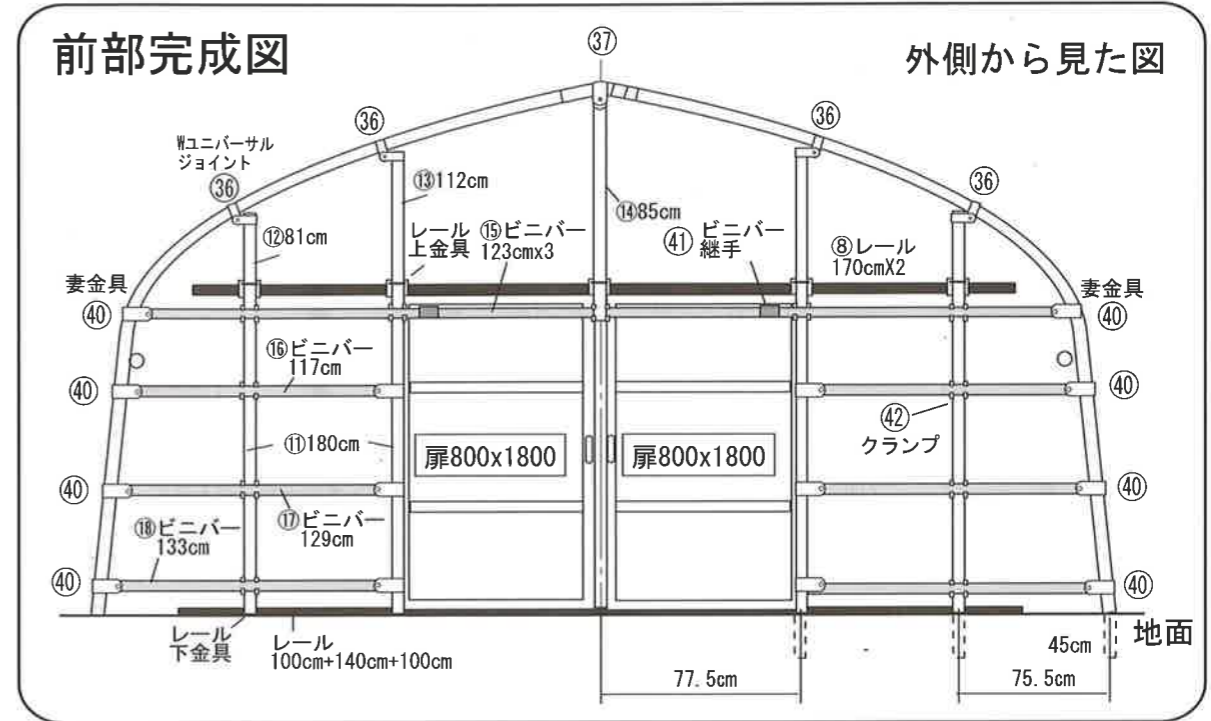 前部完成図
外側から見た図
㊲
㊱
㊱
Wユニバーサル
ジョイント
㊱
㊱
⑬112cm
⑭85cm
⑫81cm
レール
上金具
⑮ビニバー
123cmx3
㊶
ビニバー
継手
⑧レール
170cmX2
妻金具
㊵
妻金具
㊵
⑯ビニバー
117cm
㊵
㊵
㊷
クランプ
⑪180cm
扉800x1800
扉800x1800
㊵
㊵
⑰ビニバー
129cm
⑱ビニバー
133cm
㊵
㊵
レール
下金具
レール
100cm+140cm+100cm
地面
45cm
77.5cm
75.5cm